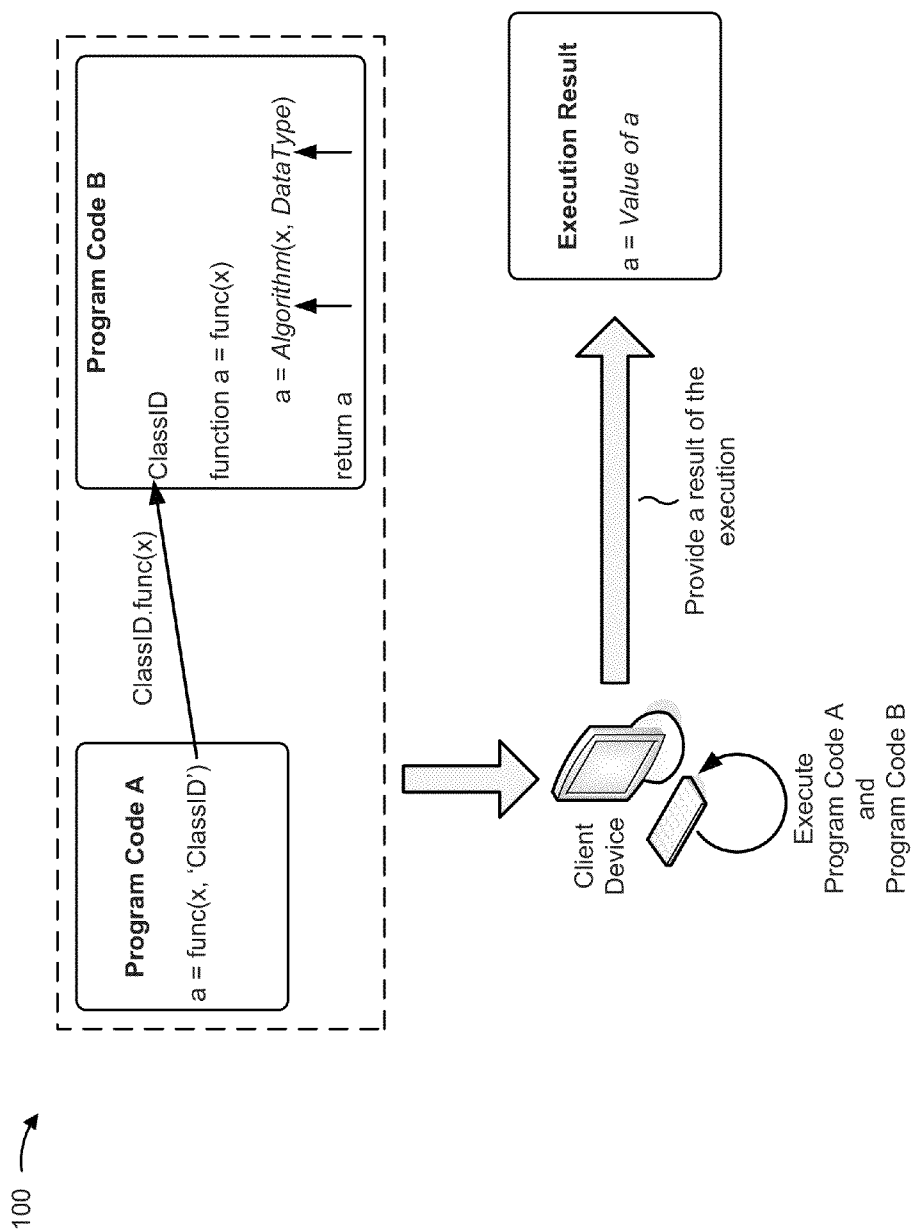 100
Program Code A
a = func(x, ‘ClassID’)
ClassID.func(x)
Program Code B
ClassID
function a = func(x)
a = Algorithm(x, DataType)
return a
Client
Device
Execute
Program Code A
and
Program Code B
Provide a result of the
execution
Execution Result
a = Value of a